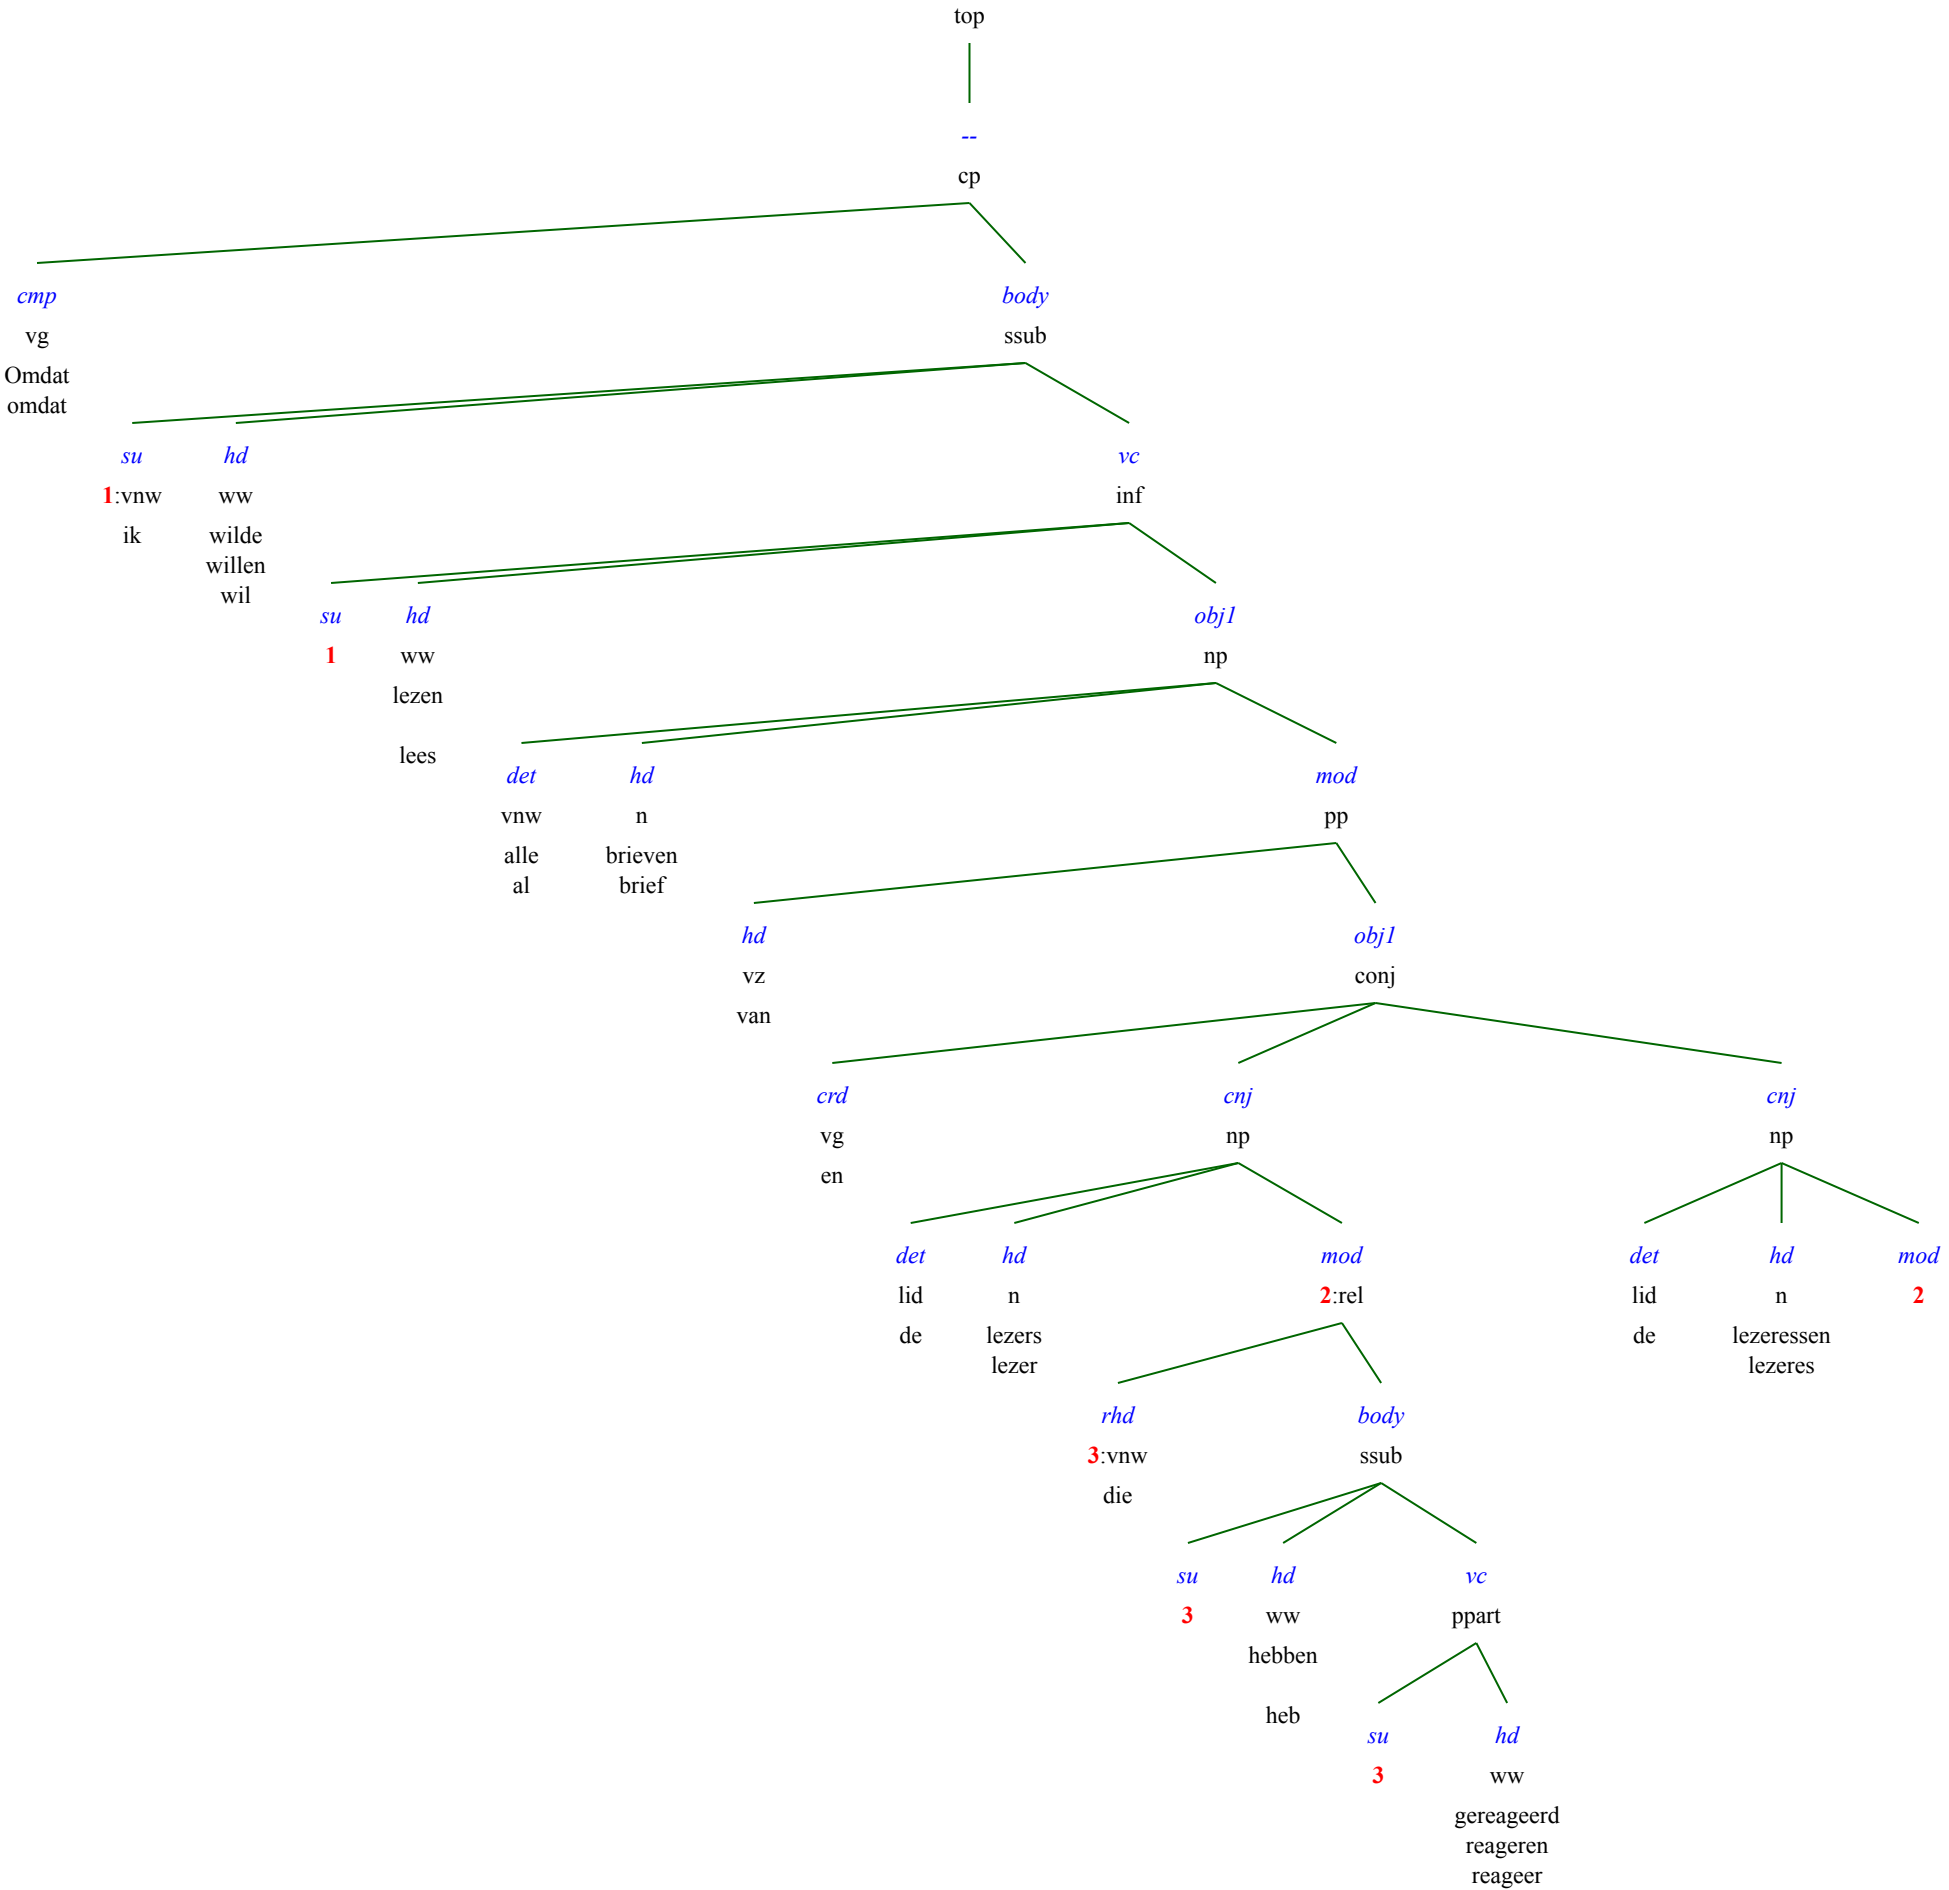 top
--
cp
cmp body
vg ssub
Omdat
omdat
su hd vc
1:vnw ww inf
ik wilde
willen
wil
su hd obj1
1 ww np
lezen
lees
det hd mod
vnw n pp
alle brieven
al brief
hd obj1
vz conj
van
crd cnj cnj
vg np np
en
det hd mod det hd mod
lid n 2:rel lid n 2
de lezers de lezeressen
lezer lezeres
rhd body
3:vnw ssub
die
su hd vc
3 ww ppart
hebben
heb
su hd
3 ww
gereageerd
reageren
reageer